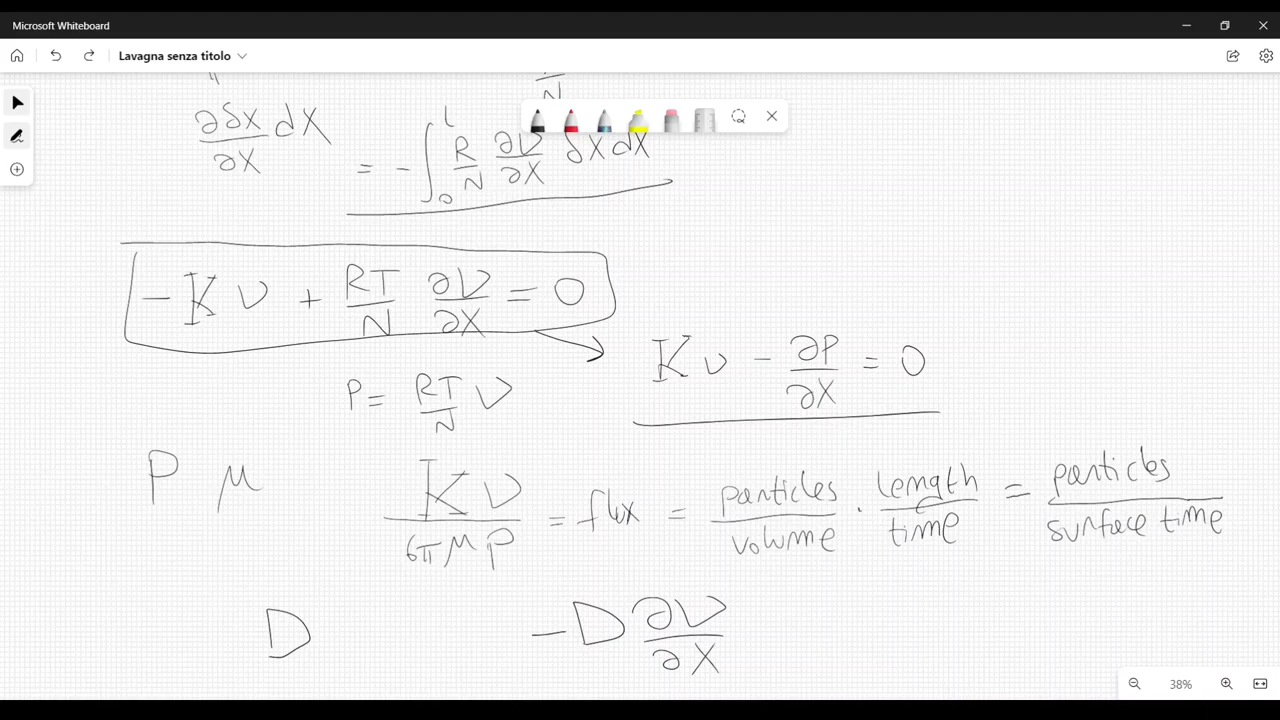 Microsoft Whiteboard
Lavagna senza titolo
N
∂δX/∂X dX
= - ∫₀ˡ R/N ∂ν/∂X δX dX
-Kν + RT/N ∂ν/∂X = 0
Kν - ∂P/∂X = 0
P = RT/N ν
P μ
Kν/6πμP = flux = particles/volume · length/time = particles/surface time
D
-D ∂ν/∂X
38%